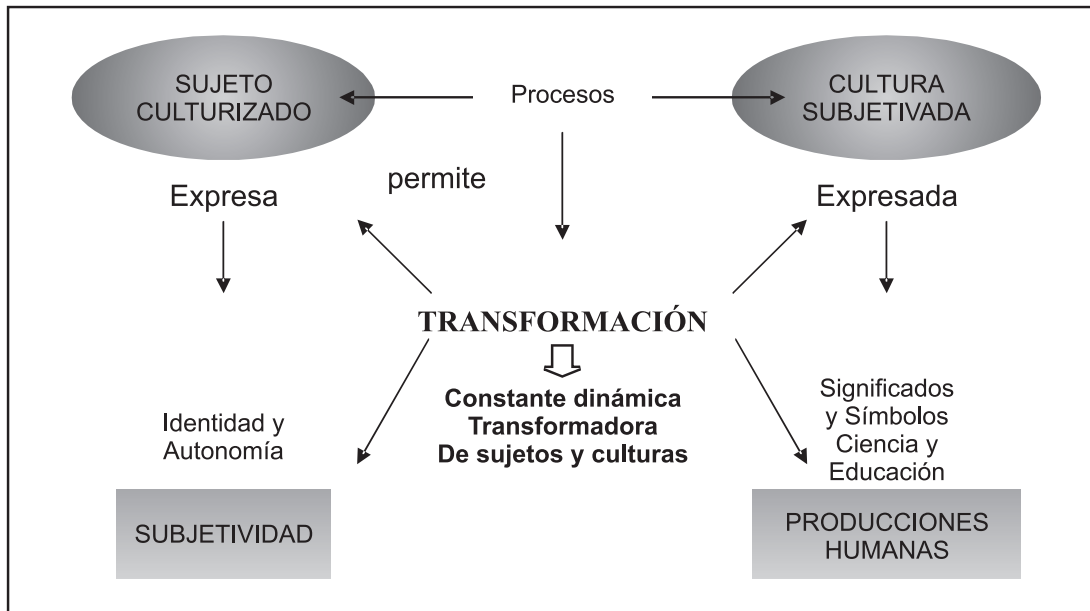 SUJETO
CULTURIZADO
Procesos
CULTURA
SUBJETIVADA
permite
Expresa
Expresada
TRANSFORMACIÓN
Constante dinámica
Transformadora
De sujetos y culturas
Identidad y
Autonomía
Significados
y Símbolos
Ciencia y
Educación
SUBJETIVIDAD
PRODUCCIONES
HUMANAS